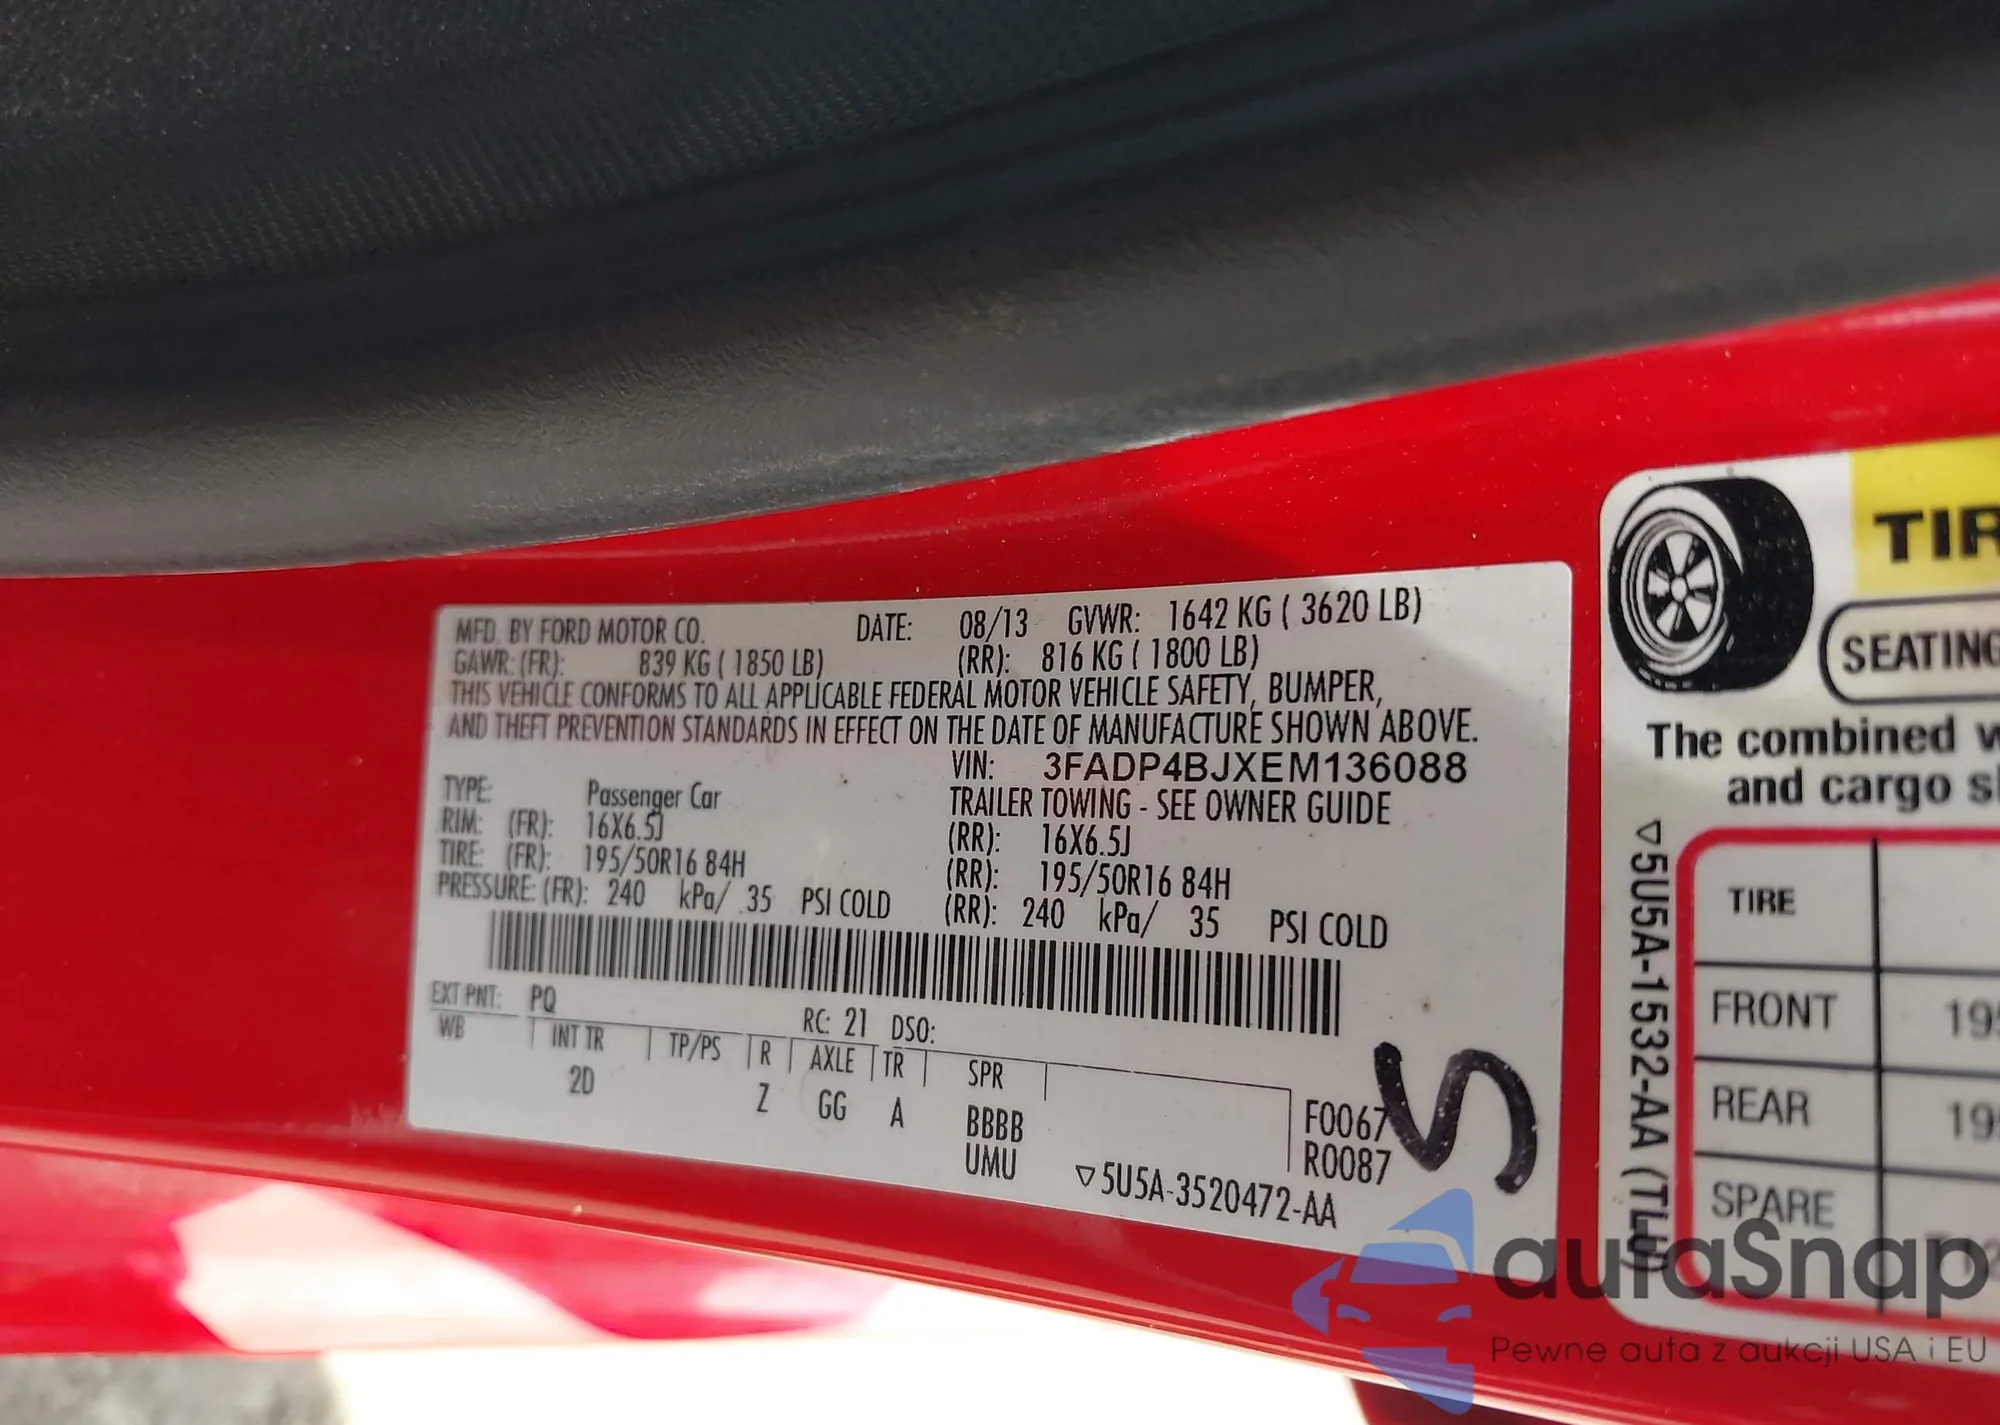 MFD. BY FORD MOTOR CO. DATE: 08/13 GVWR: 1642 KG ( 3620 LB)
GAWR: (FR): 839 KG ( 1850 LB) (RR): 816 KG ( 1800 LB)
THIS VEHICLE CONFORMS TO ALL APPLICABLE FEDERAL MOTOR VEHICLE SAFETY, BUMPER,
AND THEFT PREVENTION STANDARDS IN EFFECT ON THE DATE OF MANUFACTURE SHOWN ABOVE.
VIN: 3FADP4BJXEM136088
TYPE: Passenger Car TRAILER TOWING - SEE OWNER GUIDE
RIM: (FR): 16X6.5J (RR): 16X6.5J
TIRE: (FR): 195/50R16 84H (RR): 195/50R16 84H
PRESSURE: (FR): 240 kPa/ 35 PSI COLD (RR): 240 kPa/ 35 PSI COLD
EXT PNT: PQ RC: 21 DSO:
WB INT TR TP/PS R AXLE TR SPR
2D Z GG A BBBB F0067
UMU R0087
▽5U5A-3520472-AA
S
TIR
SEATING
The combined w
and cargo s
▽5U5A-1532-AA (TLU)
TIRE
FRONT 195
REAR 195
SPARE T12
autaSnap
Pewne auta z aukcji USA i EU